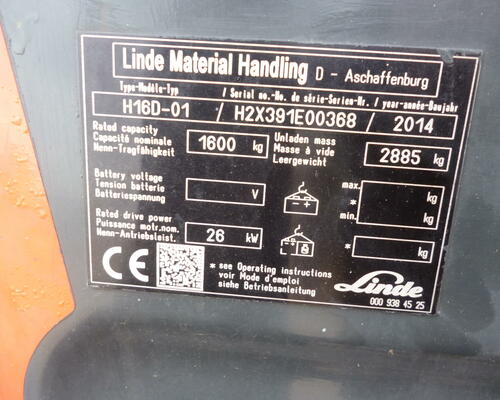 Linde Material Handling D - Aschaffenburg
Type-Modèle-Typ / Serial no.-No. de série-Serien-Nr. / year-année-Baujahr
H16D-01 / H2X391E00368 / 2014
Rated capacity
Capacité nominale
Nenn-Tragfähigkeit
1600 kg
Unladen mass
Masse à vide
Leergewicht
2885 kg
Battery voltage
Tension batterie
Batteriespannung
V
max.
*
min.
kg
kg
Rated drive power
Puissance motr.nom.
Nenn-Antriebsleist.
26 kW
* kg
CE
* see Operating instructions
voir Mode d'emploi
siehe Betriebsanleitung
Linde
000 938 45 25